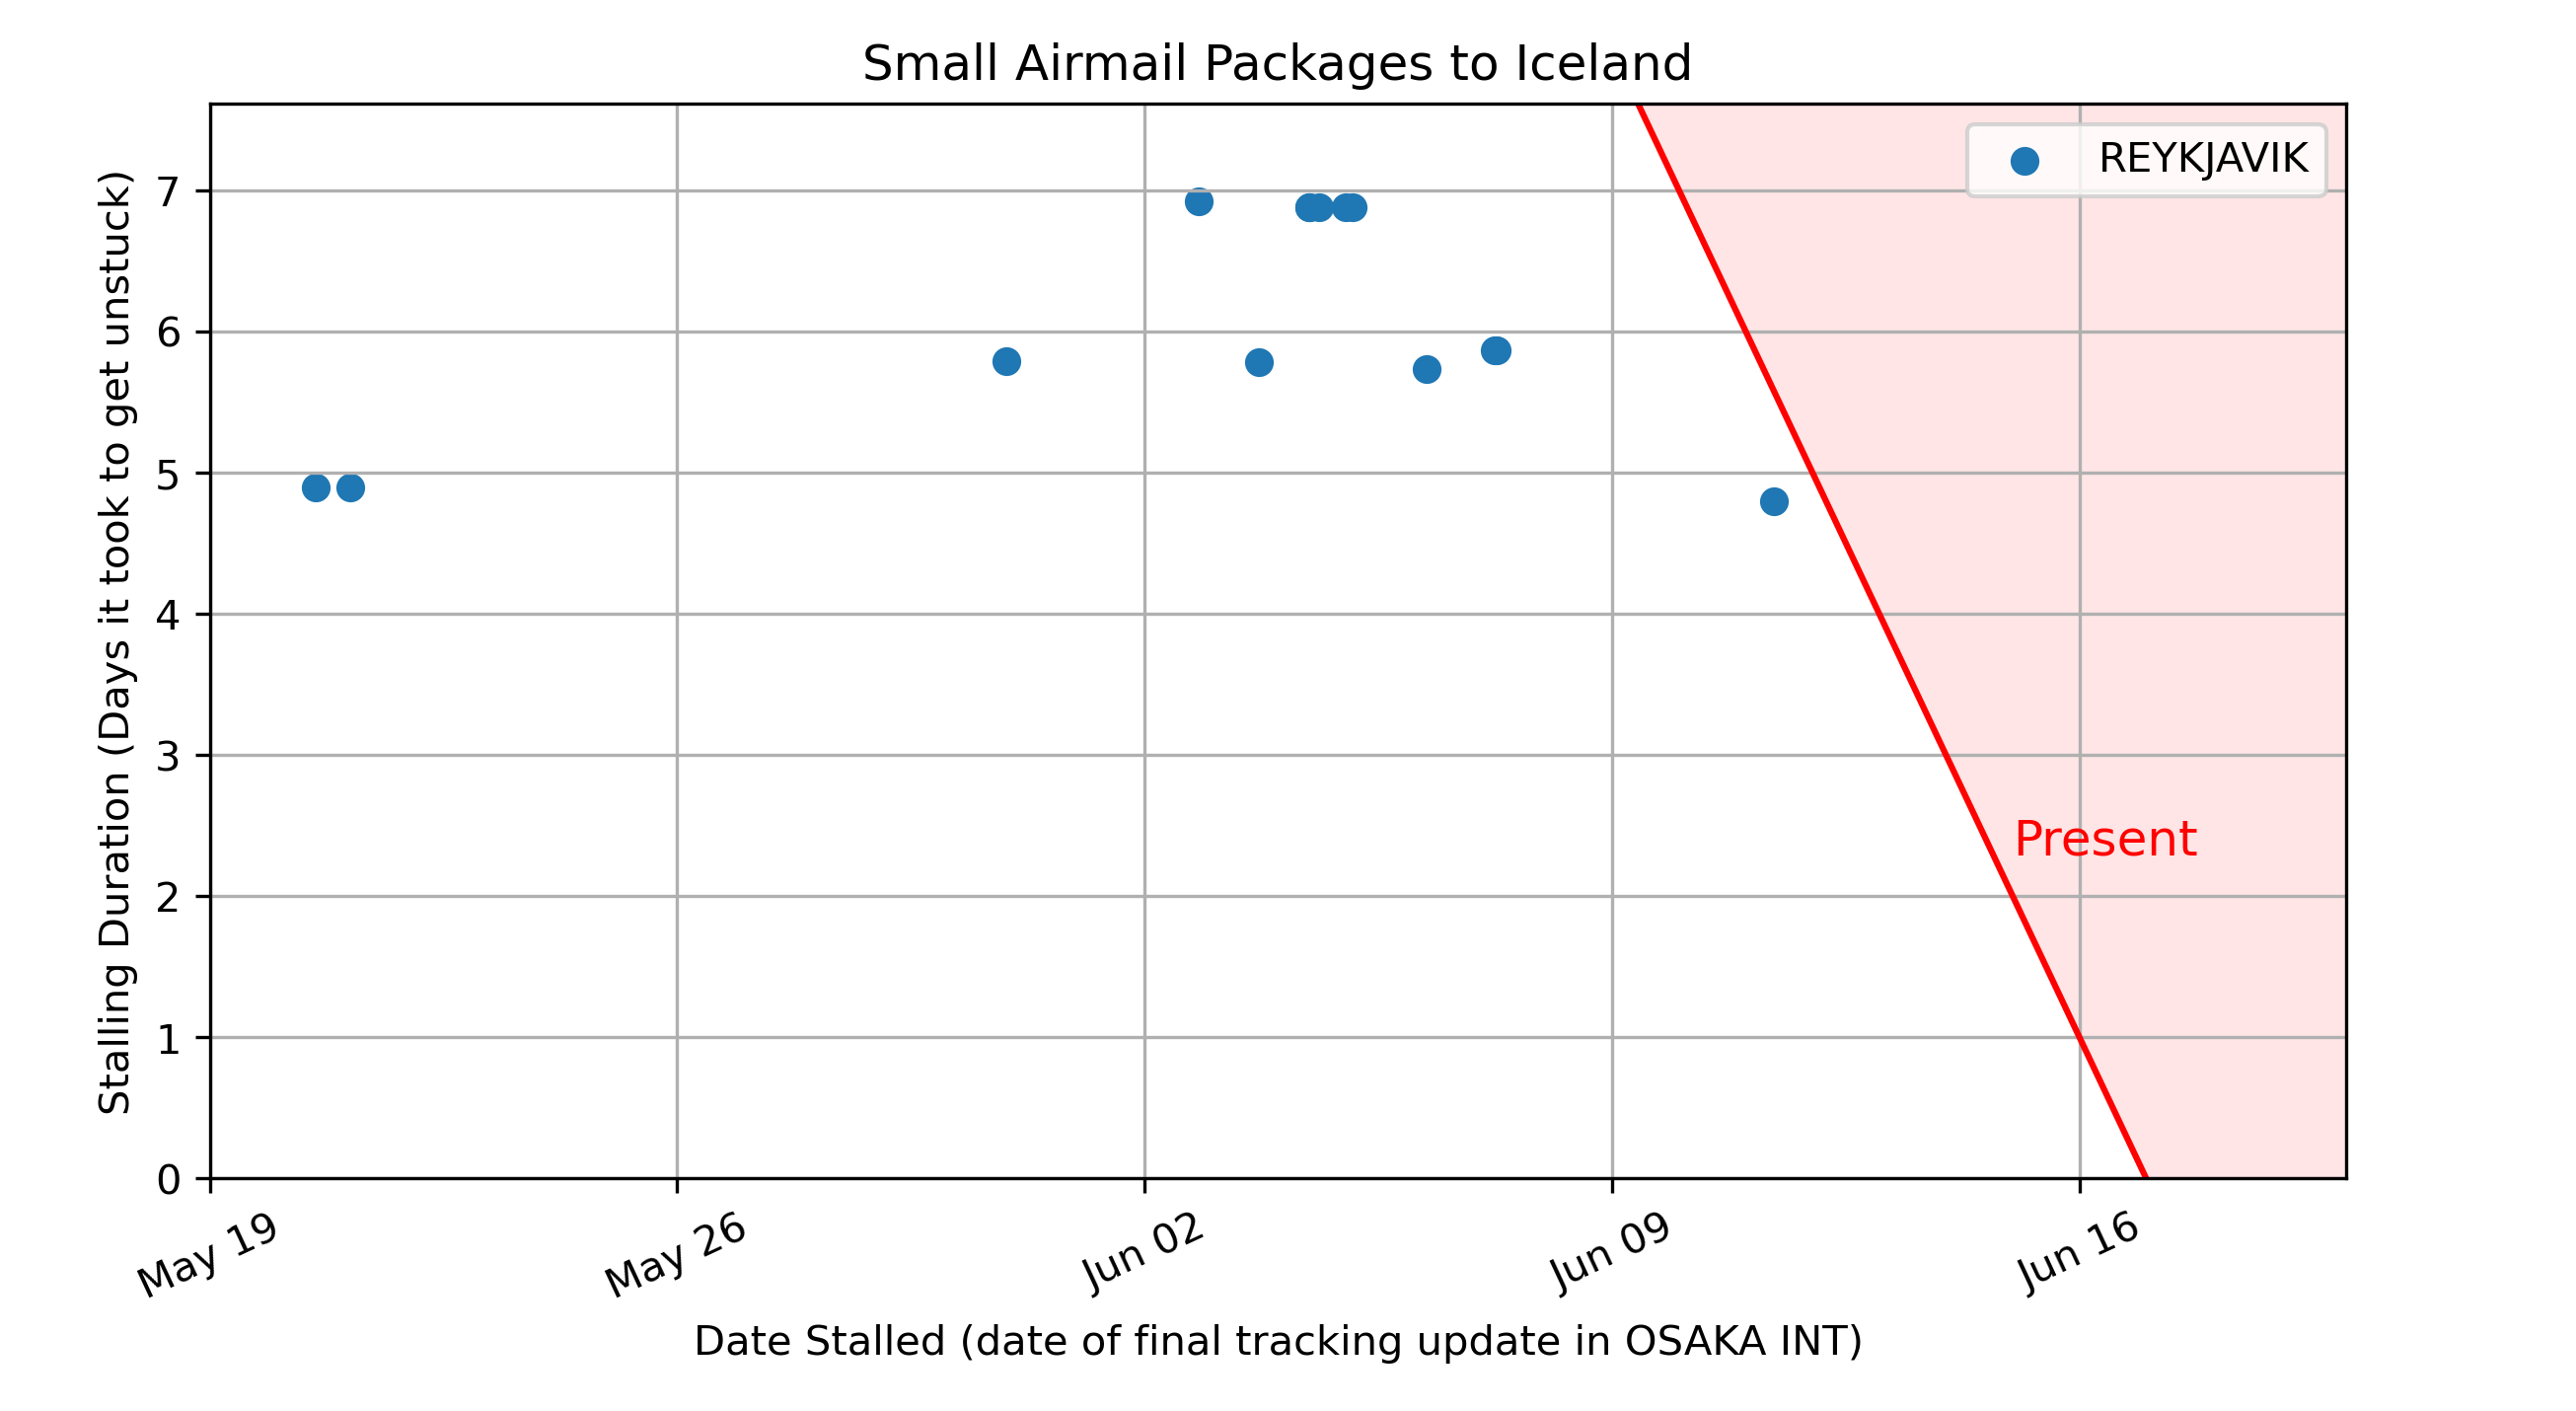 Small Airmail Packages to Iceland
REYKJAVIK
Stalling Duration (Days it took to get unstuck)
7
6
5
4
3
2
1
0
Present
May 19
May 26
Jun 02
Jun 09
Jun 16
Date Stalled (date of final tracking update in OSAKA INT)